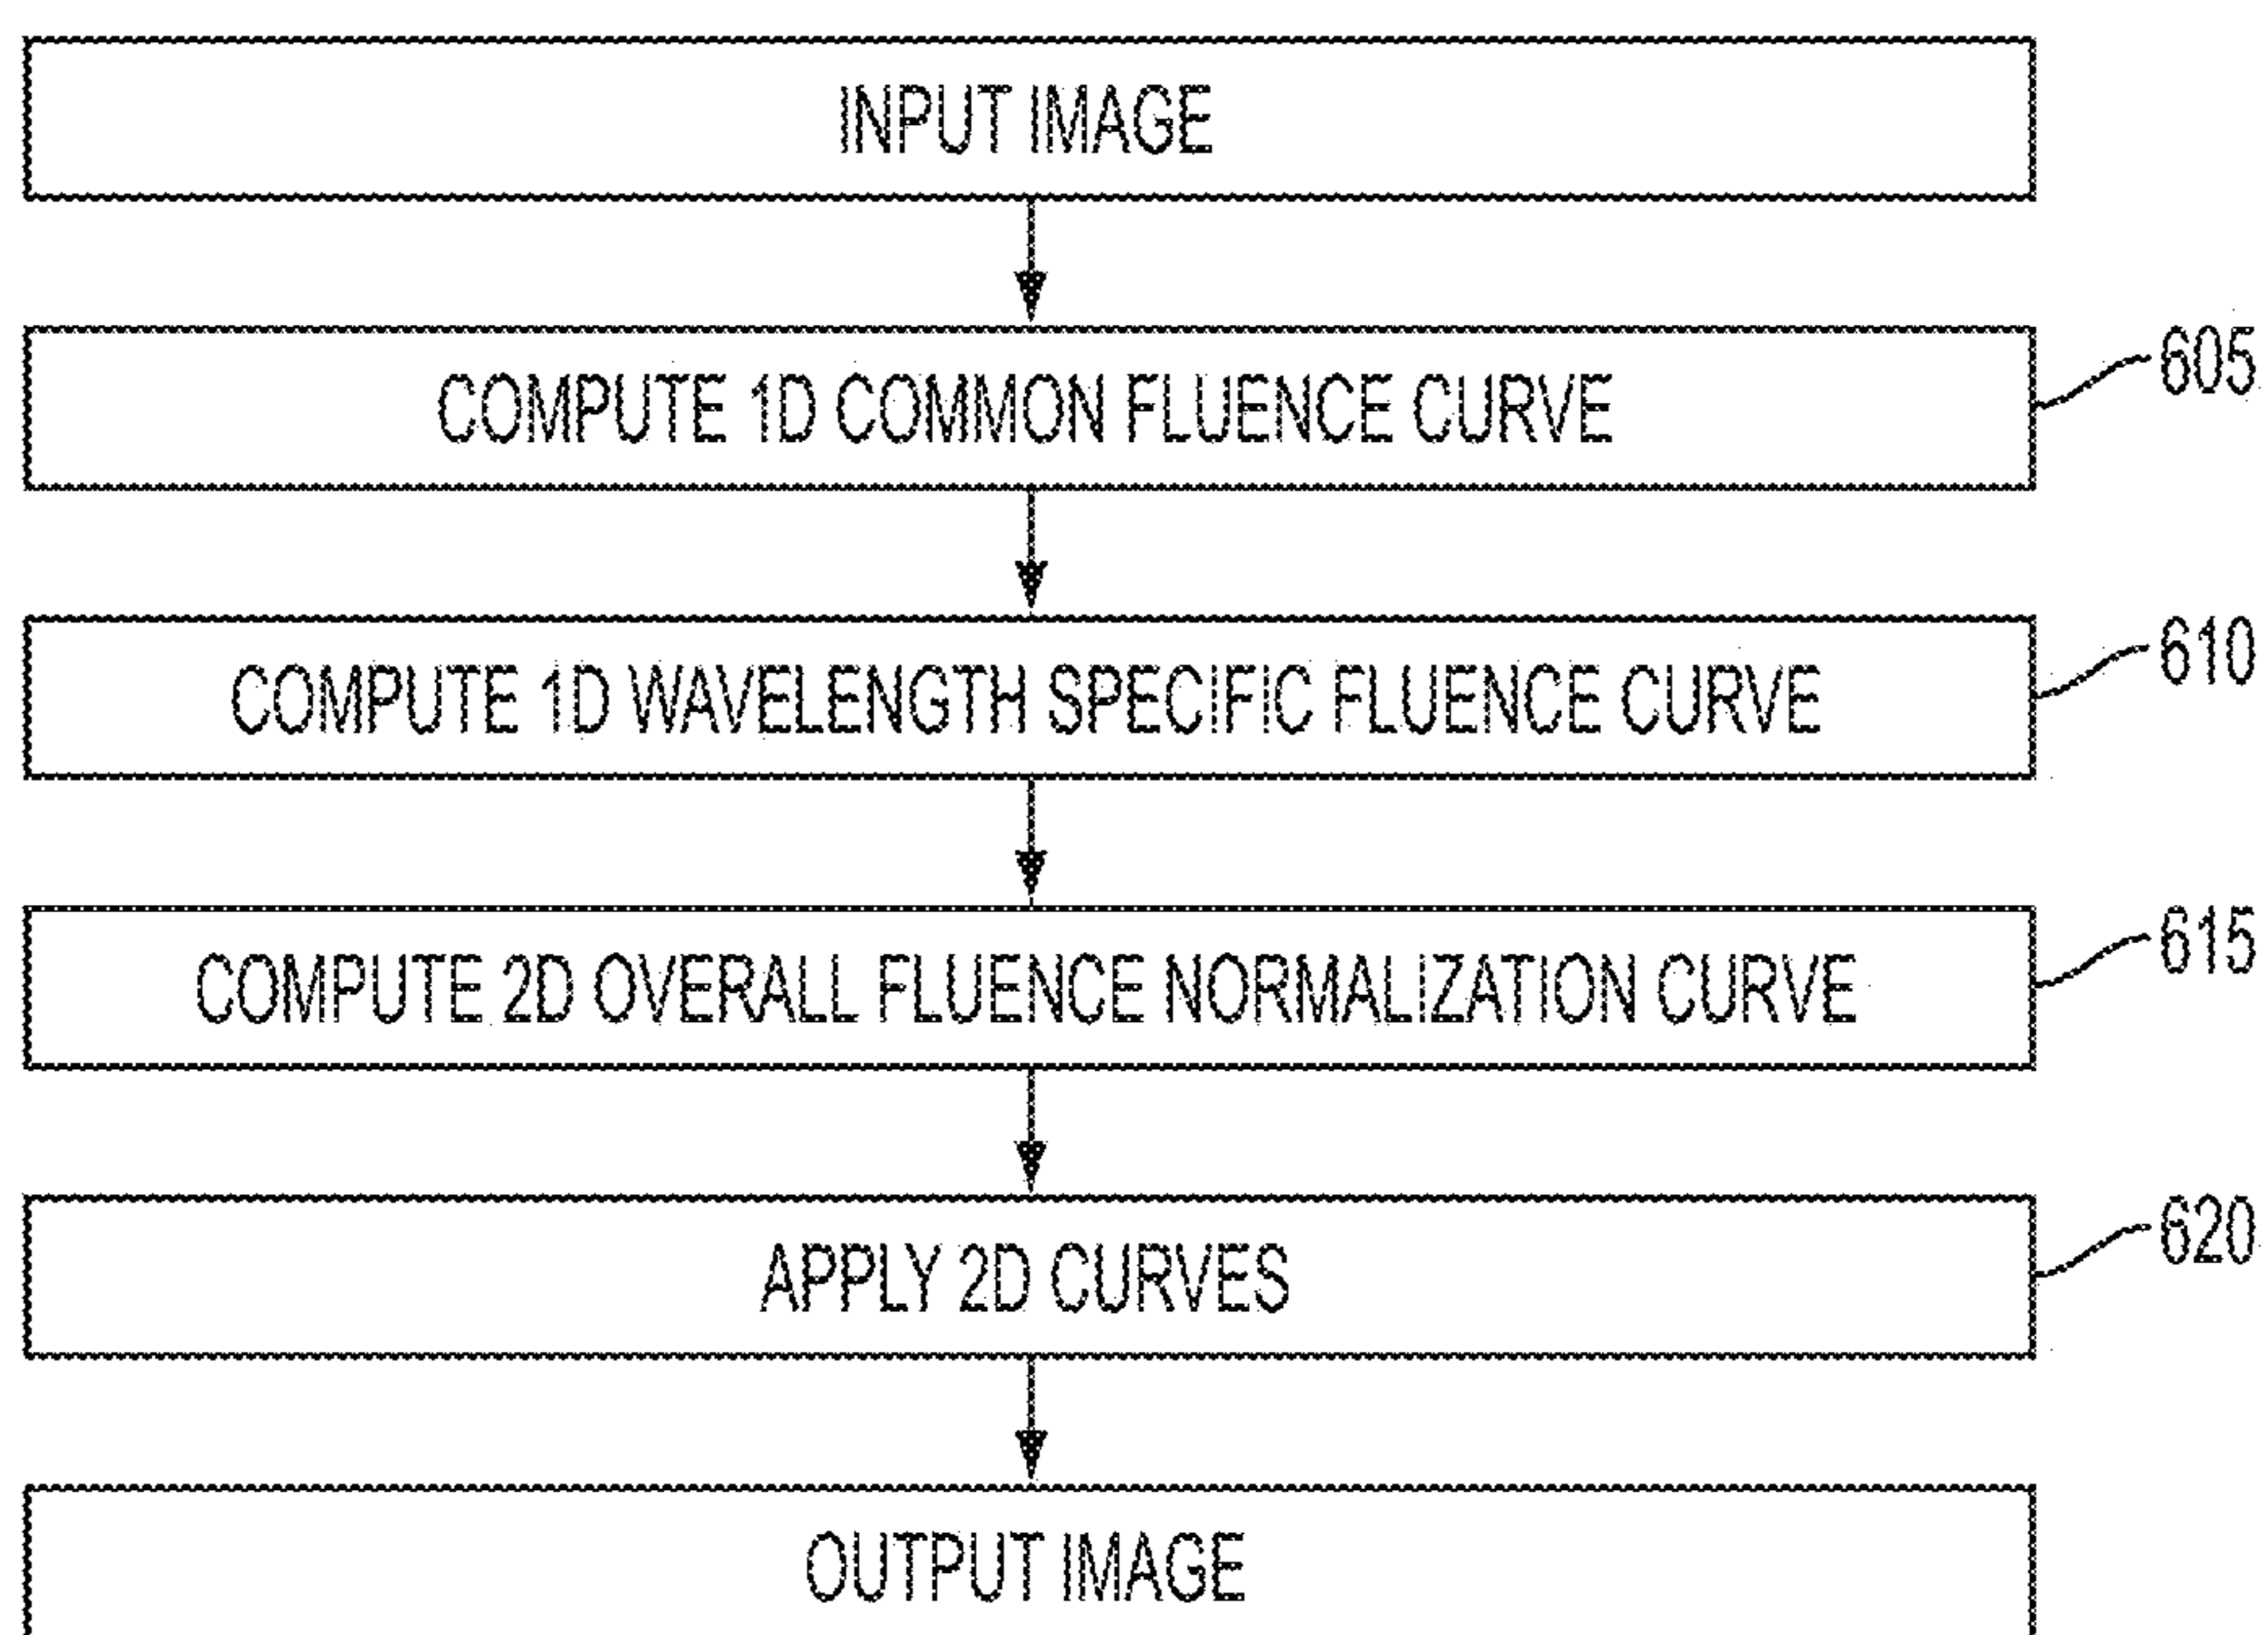 INPUT IMAGE
COMPUTE 1D COMMON FLUENCE CURVE
605
COMPUTE 1D WAVELENGTH SPECIFIC FLUENCE CURVE
610
COMPUTE 2D OVERALL FLUENCE NORMALIZATION CURVE
615
APPLY 2D CURVES
620
OUTPUT IMAGE